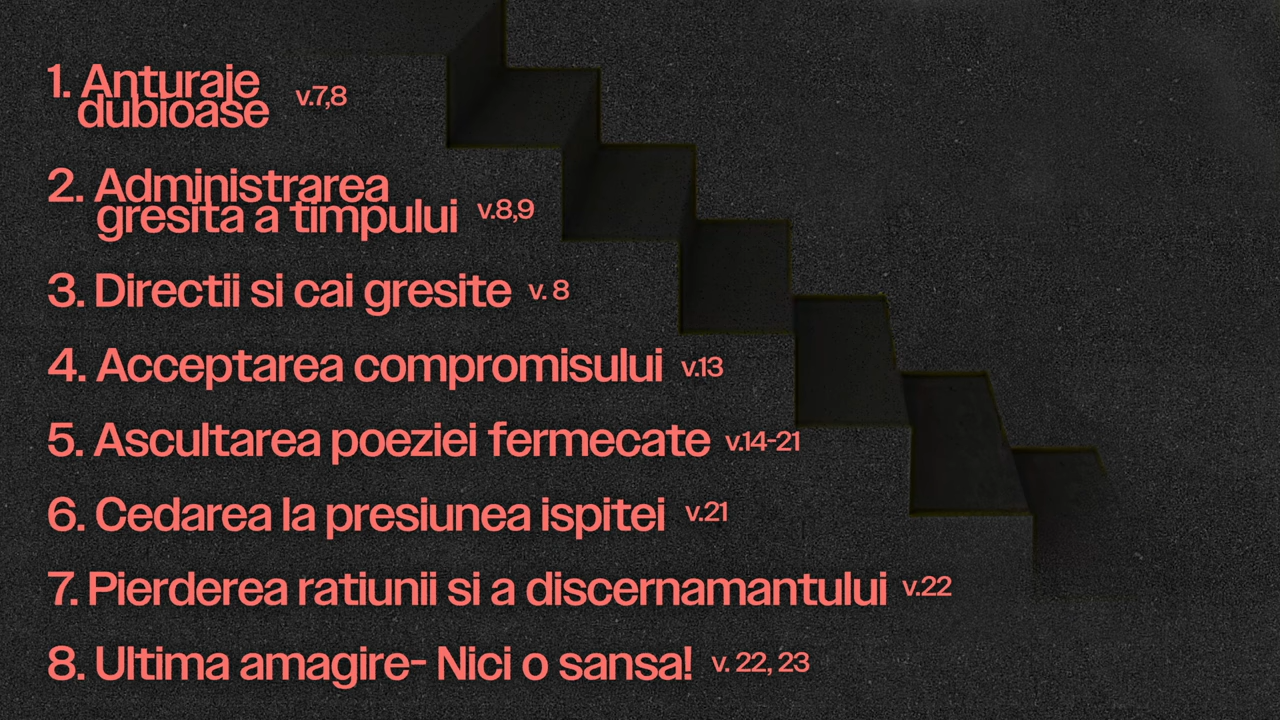 1. Anturaje
dubioase v.7,8
2. Administrarea
gresita a timpului v.8,9
3. Directii si cai gresite v. 8
4. Acceptarea compromisului v.13
5. Ascultarea poeziei fermecate v.14-21
6. Cedarea la presiunea ispitei v.21
7. Pierderea ratiunii si a discernamantului v.22
8. Ultima amagire- Nici o sansa! v. 22, 23